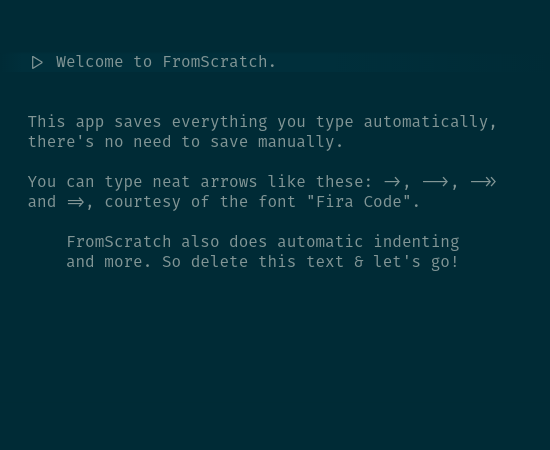 ▷ Welcome to FromScratch.
This app saves everything you type automatically,
there's no need to save manually.
You can type neat arrows like these: ->, -->, ->>
and =>, courtesy of the font "Fira Code".
FromScratch also does automatic indenting
and more. So delete this text & let's go!